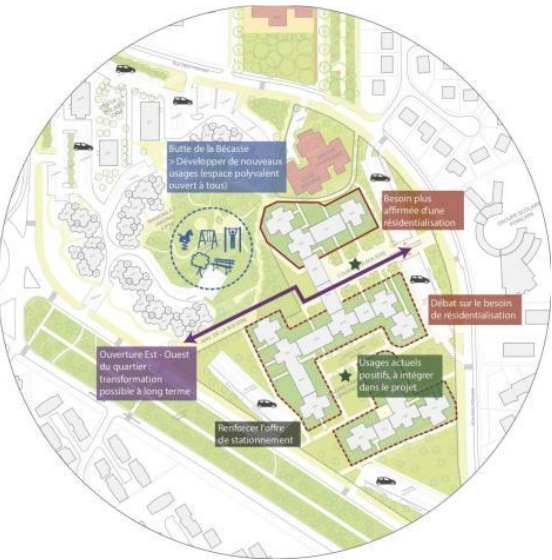 Butte de la Bécasse
> Développer de nouveaux
usages (espace polyvalent
ouvert à tous)
Besoin plus
affirmée d'une
résidentialisation
Débat sur le besoin
de résidentialisation
Ouverture Est - Ouest
du quartier :
transformation
possible à long terme
Usages actuels
positifs, à intégrer
dans le projet
Renforcer l'offre
de stationnement